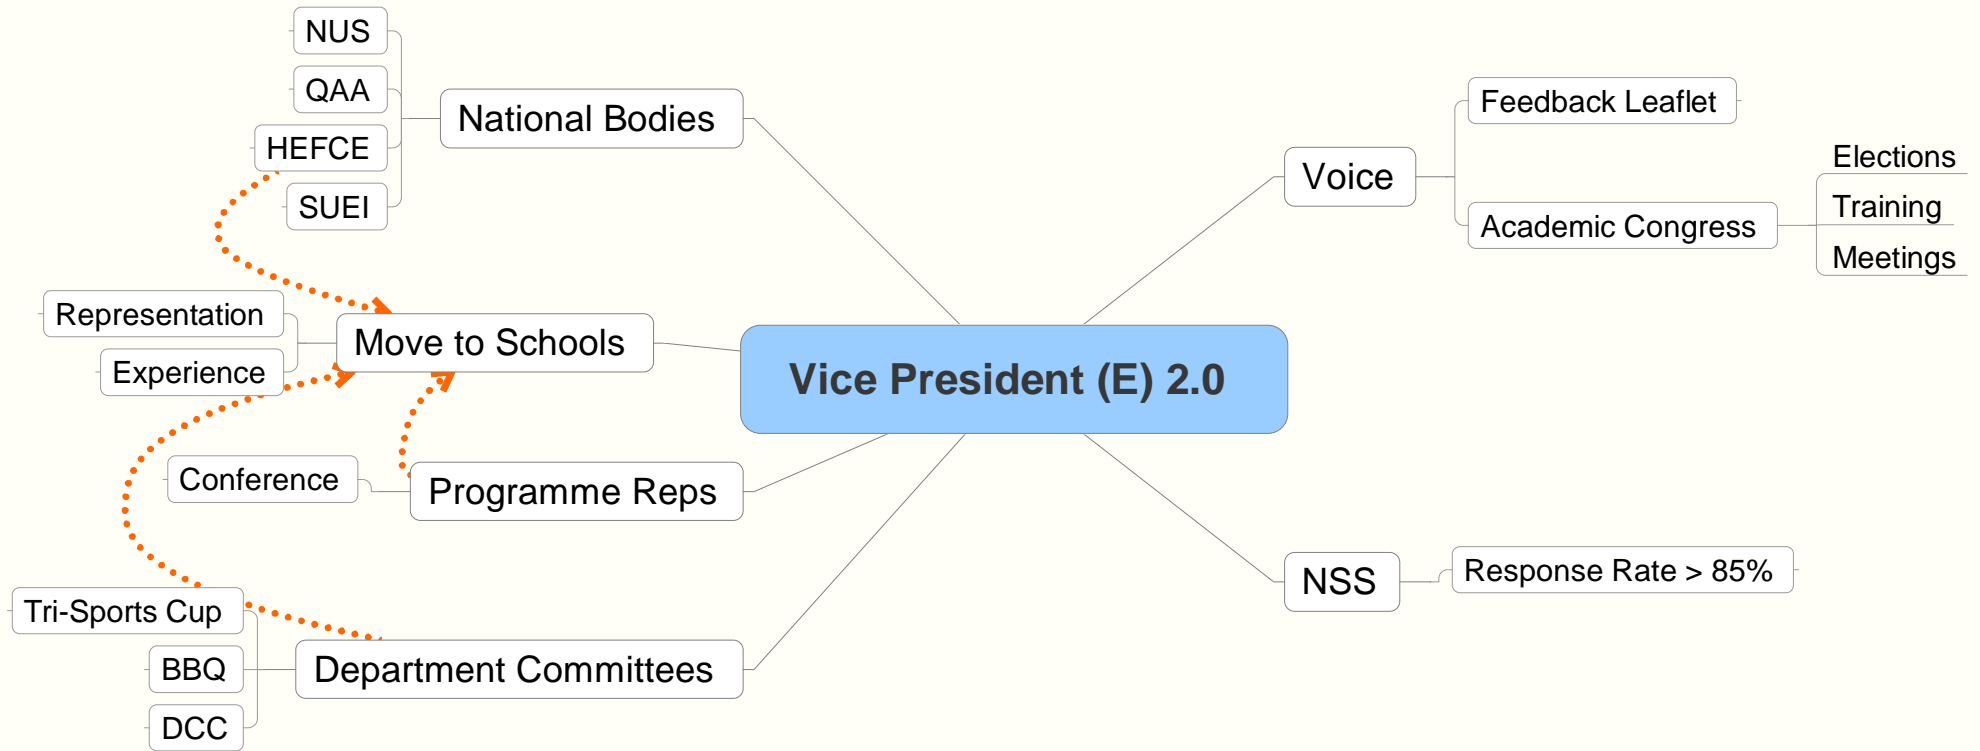 NUS
QAA
HEFCE
SUEI
National Bodies
Representation
Experience
Move to Schools
Conference
Programme Reps
Tri-Sports Cup
BBQ
DCC
Department Committees
Vice President (E) 2.0
Voice
Feedback Leaflet
Academic Congress
Elections
Training
Meetings
NSS
Response Rate > 85%